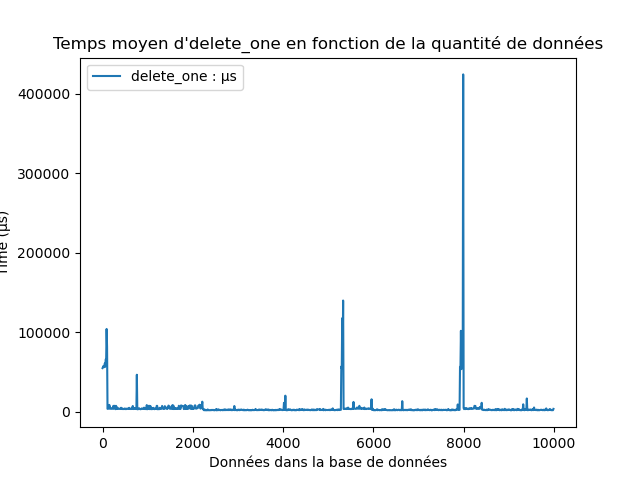 Temps moyen d'delete_one en fonction de la quantité de données
delete_one : µs
400000
300000
200000
100000
0
Time (µs)
0 2000 4000 6000 8000 10000
Données dans la base de données